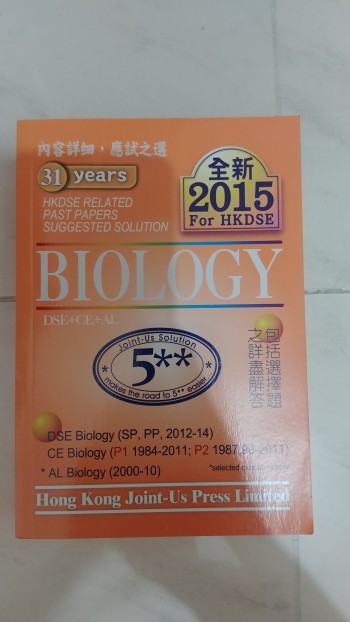 內容詳細，應試之選
31 years
HKDSE RELATED
PAST PAPERS
SUGGESTED SOLUTION
全新
2015
For HKDSE
BIOLOGY
DSE+CE+AL
Joint-Us Solution
5**
makes the road to 5** easier
包括選擇題
之詳盡解答
DSE Biology (SP, PP, 2012-14)
CE Biology (P1 1984-2011; P2 1987,90-2011)
* AL Biology (2000-10)
*selected
Hong Kong Joint-Us Press Limited